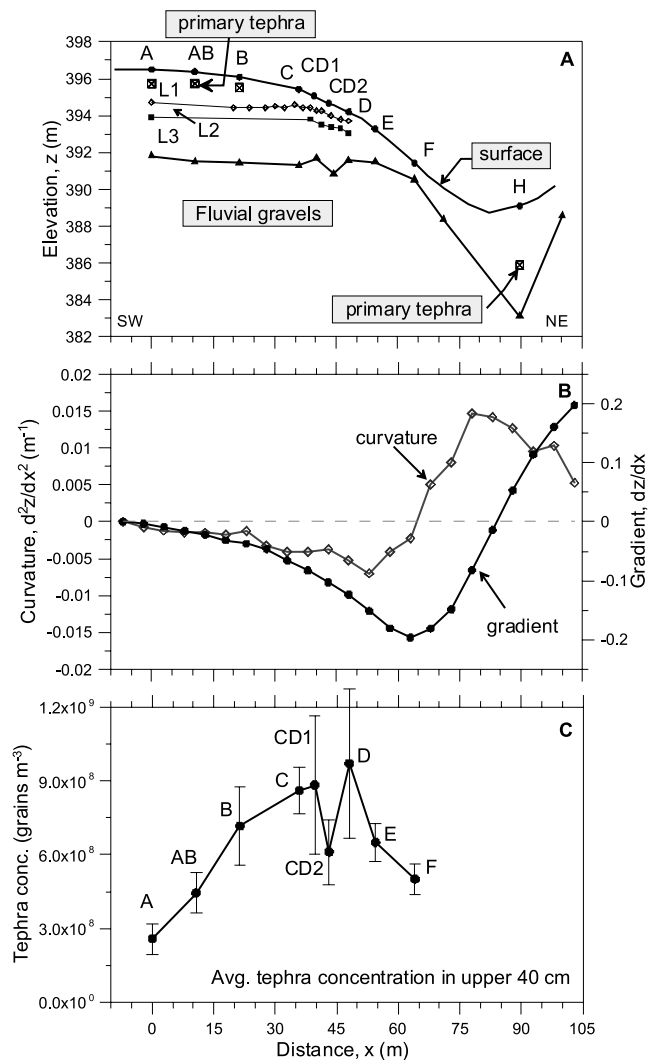 primary tephra
A
398
A AB B C CD1 CD2 D E F H
396
L1
394
L2
392
L3
390
surface
388
Fluvial gravels
386
primary tephra
384
382
SW NE
Elevation, z (m)
B
0.02
0.015
0.01
0.005
0
-0.005
-0.01
-0.015
-0.02
Curvature, d²z/dx² (m⁻¹)
curvature
gradient
0.2
0.1
0
-0.1
-0.2
Gradient, dz/dx
C
1.2x10⁹
9.0x10⁸
6.0x10⁸
3.0x10⁸
0.0x10⁰
Tephra conc. (grains m⁻³)
A AB B C CD1 CD2 D E F
Avg. tephra concentration in upper 40 cm
0 15 30 45 60 75 90 105
Distance, x (m)